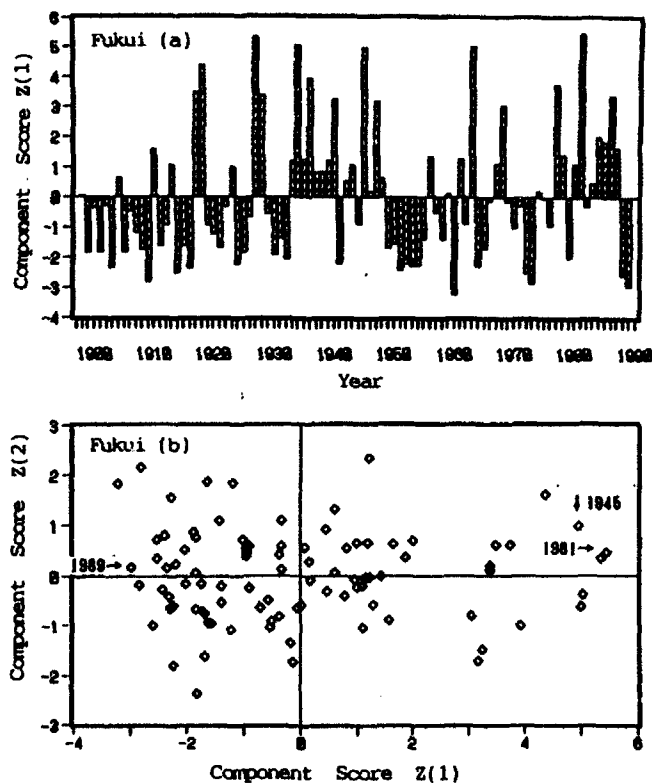 6
5
4
3
2
1
0
-1
-2
-3
-4
Component Score Z(1)
Fukui (a)
1900 1910 1920 1930 1940 1950 1960 1970 1980 1990
Year
3
2
1
0
-1
-2
-3
Component Score Z(2)
Fukui (b)
1945
1981
1989
-4 -2 0 2 4 6
Component Score Z(1)